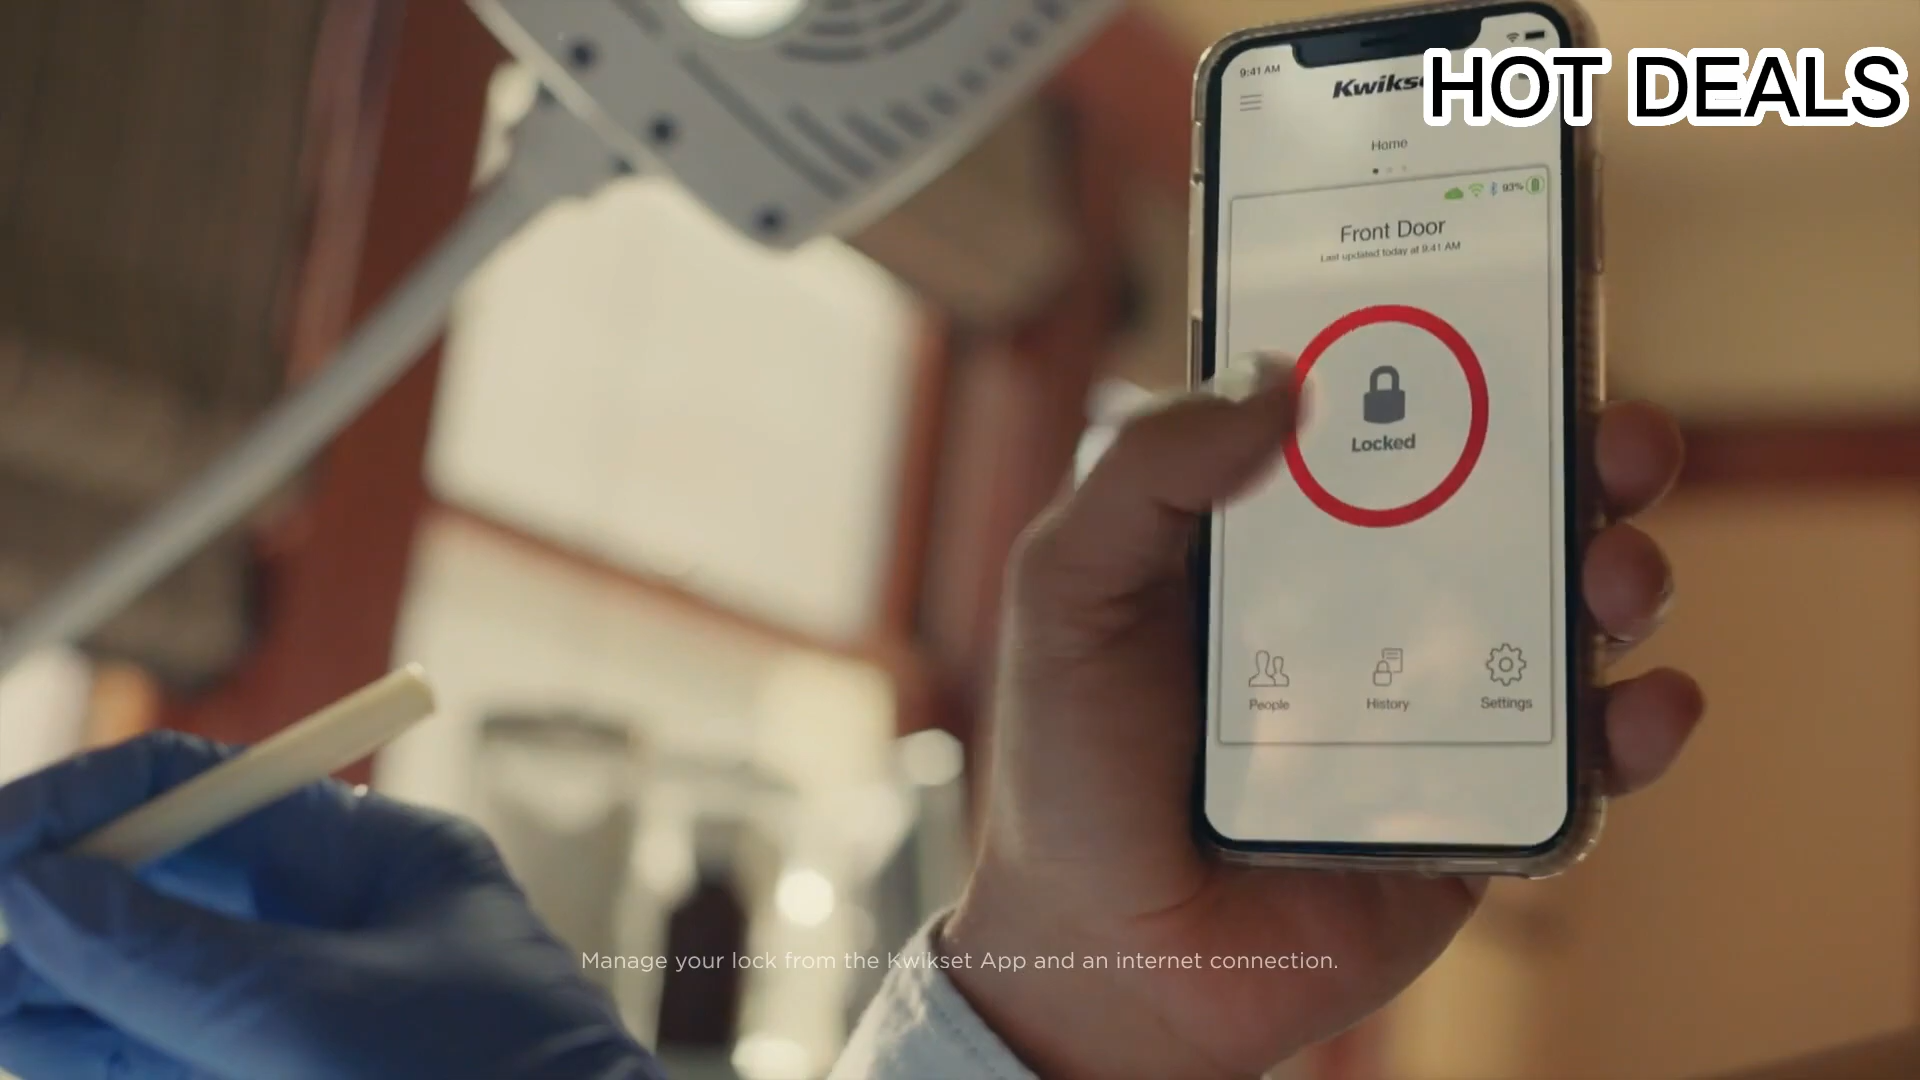 HOT DEALS
9:41 AM
Kwikse
Home
93%
Front Door
Last updated today at 9:41 AM
Locked
People
History
Settings
Manage your lock from the Kwikset App and an internet connection.